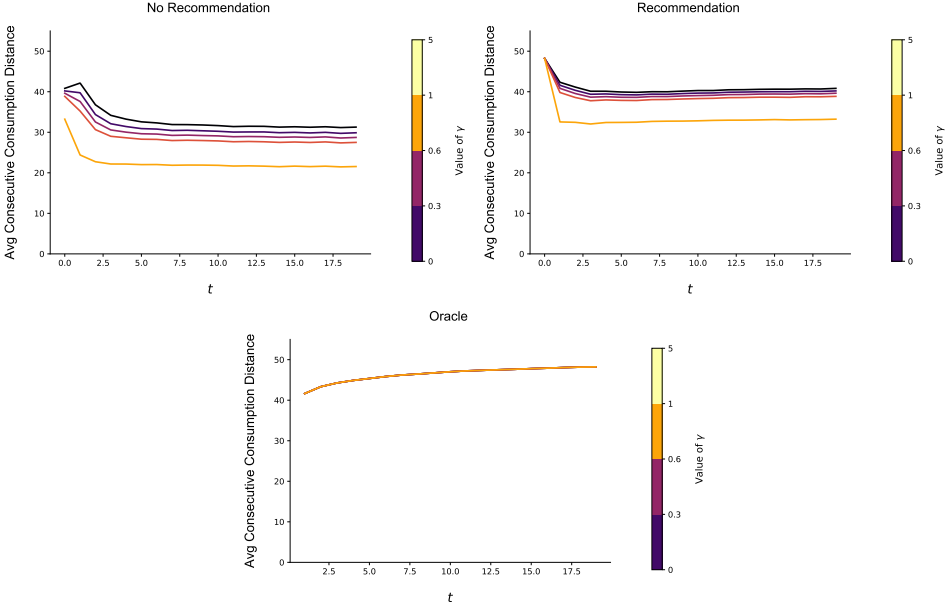 No Recommendation
Avg Consecutive Consumption Distance
50
40
30
20
10
0
0.0 2.5 5.0 7.5 10.0 12.5 15.0 17.5
t
5
1
0.6
0.3
0
Value of γ
Recommendation
Avg Consecutive Consumption Distance
50
40
30
20
10
0
0.0 2.5 5.0 7.5 10.0 12.5 15.0 17.5
t
5
1
0.6
0.3
0
Value of γ
Oracle
Avg Consecutive Consumption Distance
50
40
30
20
10
0
2.5 5.0 7.5 10.0 12.5 15.0 17.5
t
5
1
0.6
0.3
0
Value of γ